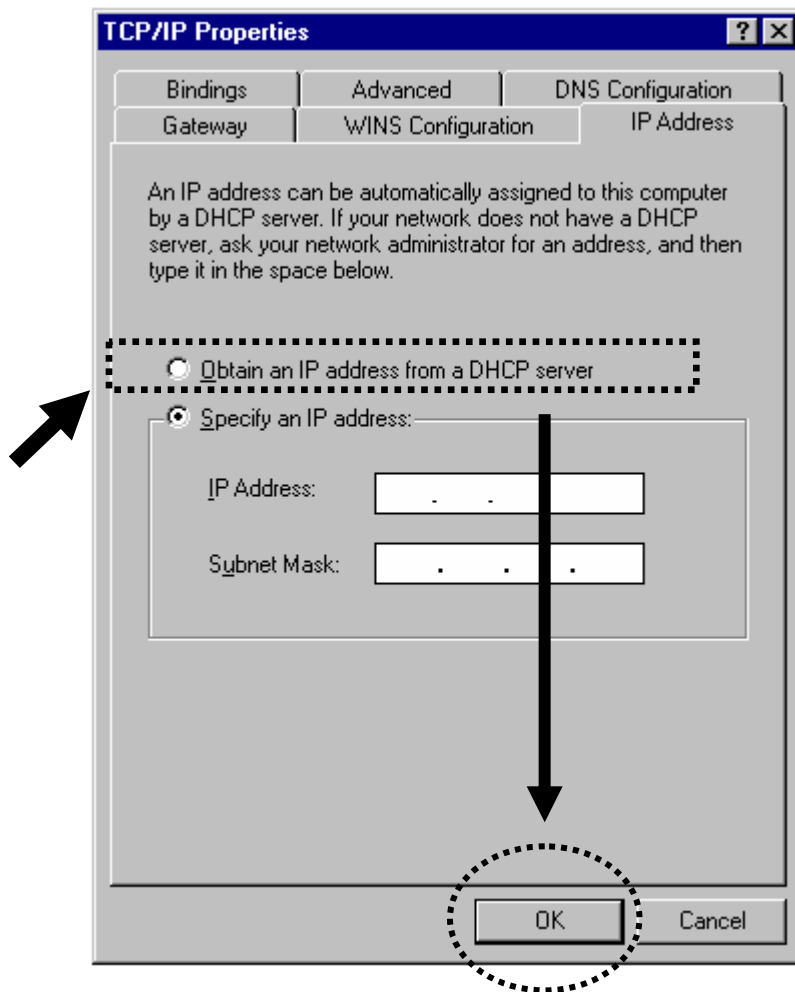 TCP/IP Properties
Bindings Advanced DNS Configuration
Gateway WINS Configuration IP Address
An IP address can be automatically assigned to this computer
by a DHCP server. If your network does not have a DHCP
server, ask your network administrator for an address, and then
type it in the space below.
Obtain an IP address from a DHCP server
Specify an IP address:
IP Address: . .
Subnet Mask: . . .
OK Cancel